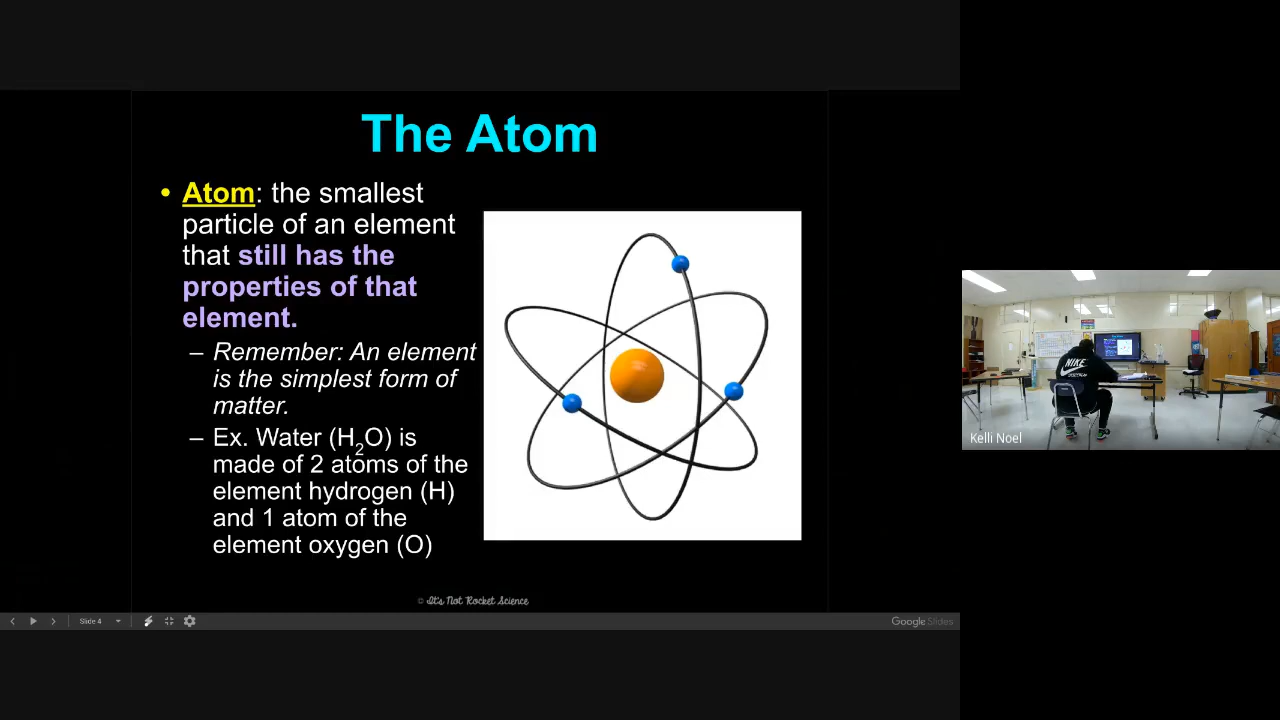 The Atom
• Atom: the smallest
particle of an element
that still has the
properties of that
element.
– Remember: An element
is the simplest form of
matter.
– Ex. Water (H₂O) is
made of 2 atoms of the
element hydrogen (H)
and 1 atom of the
element oxygen (O)
© It's Not Rocket Science
Slide 4
Google Slides
NIKE
Kelli Noel